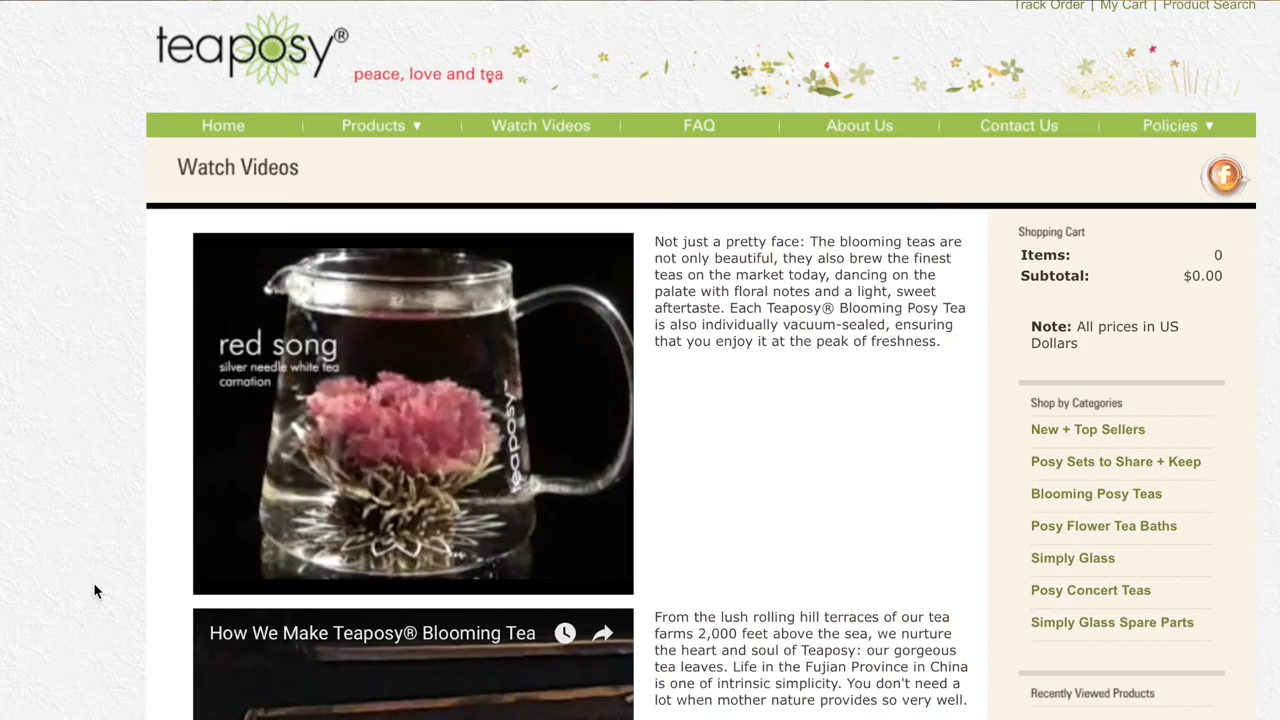 Track Order | My Cart | Product Search
teaposy®
peace, love and tea
Home | Products ▼ | Watch Videos | FAQ | About Us | Contact Us | Policies ▼
Watch Videos
f
red song
silver needle white tea
carnation
teaposy™
Not just a pretty face: The blooming teas are
not only beautiful, they also brew the finest
teas on the market today, dancing on the
palate with floral notes and a light, sweet
aftertaste. Each Teaposy® Blooming Posy Tea
is also individually vacuum-sealed, ensuring
that you enjoy it at the peak of freshness.
How We Make Teaposy® Blooming Tea
From the lush rolling hill terraces of our tea
farms 2,000 feet above the sea, we nurture
the heart and soul of Teaposy: our gorgeous
tea leaves. Life in the Fujian Province in China
is one of intrinsic simplicity. You don't need a
lot when mother nature provides so very well.
Shopping Cart
Items: 0
Subtotal: $0.00
Note: All prices in US
Dollars
Shop by Categories
New + Top Sellers
Posy Sets to Share + Keep
Blooming Posy Teas
Posy Flower Tea Baths
Simply Glass
Posy Concert Teas
Simply Glass Spare Parts
Recently Viewed Products